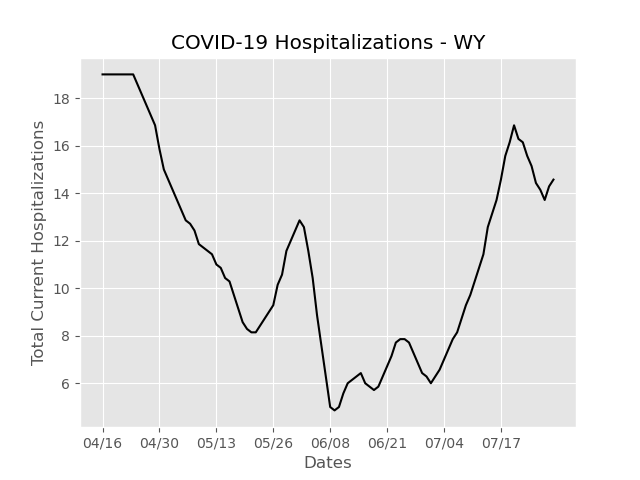 COVID-19 Hospitalizations - WY
Total Current Hospitalizations
18
16
14
12
10
8
6
04/16 04/30 05/13 05/26 06/08 06/21 07/04 07/17
Dates